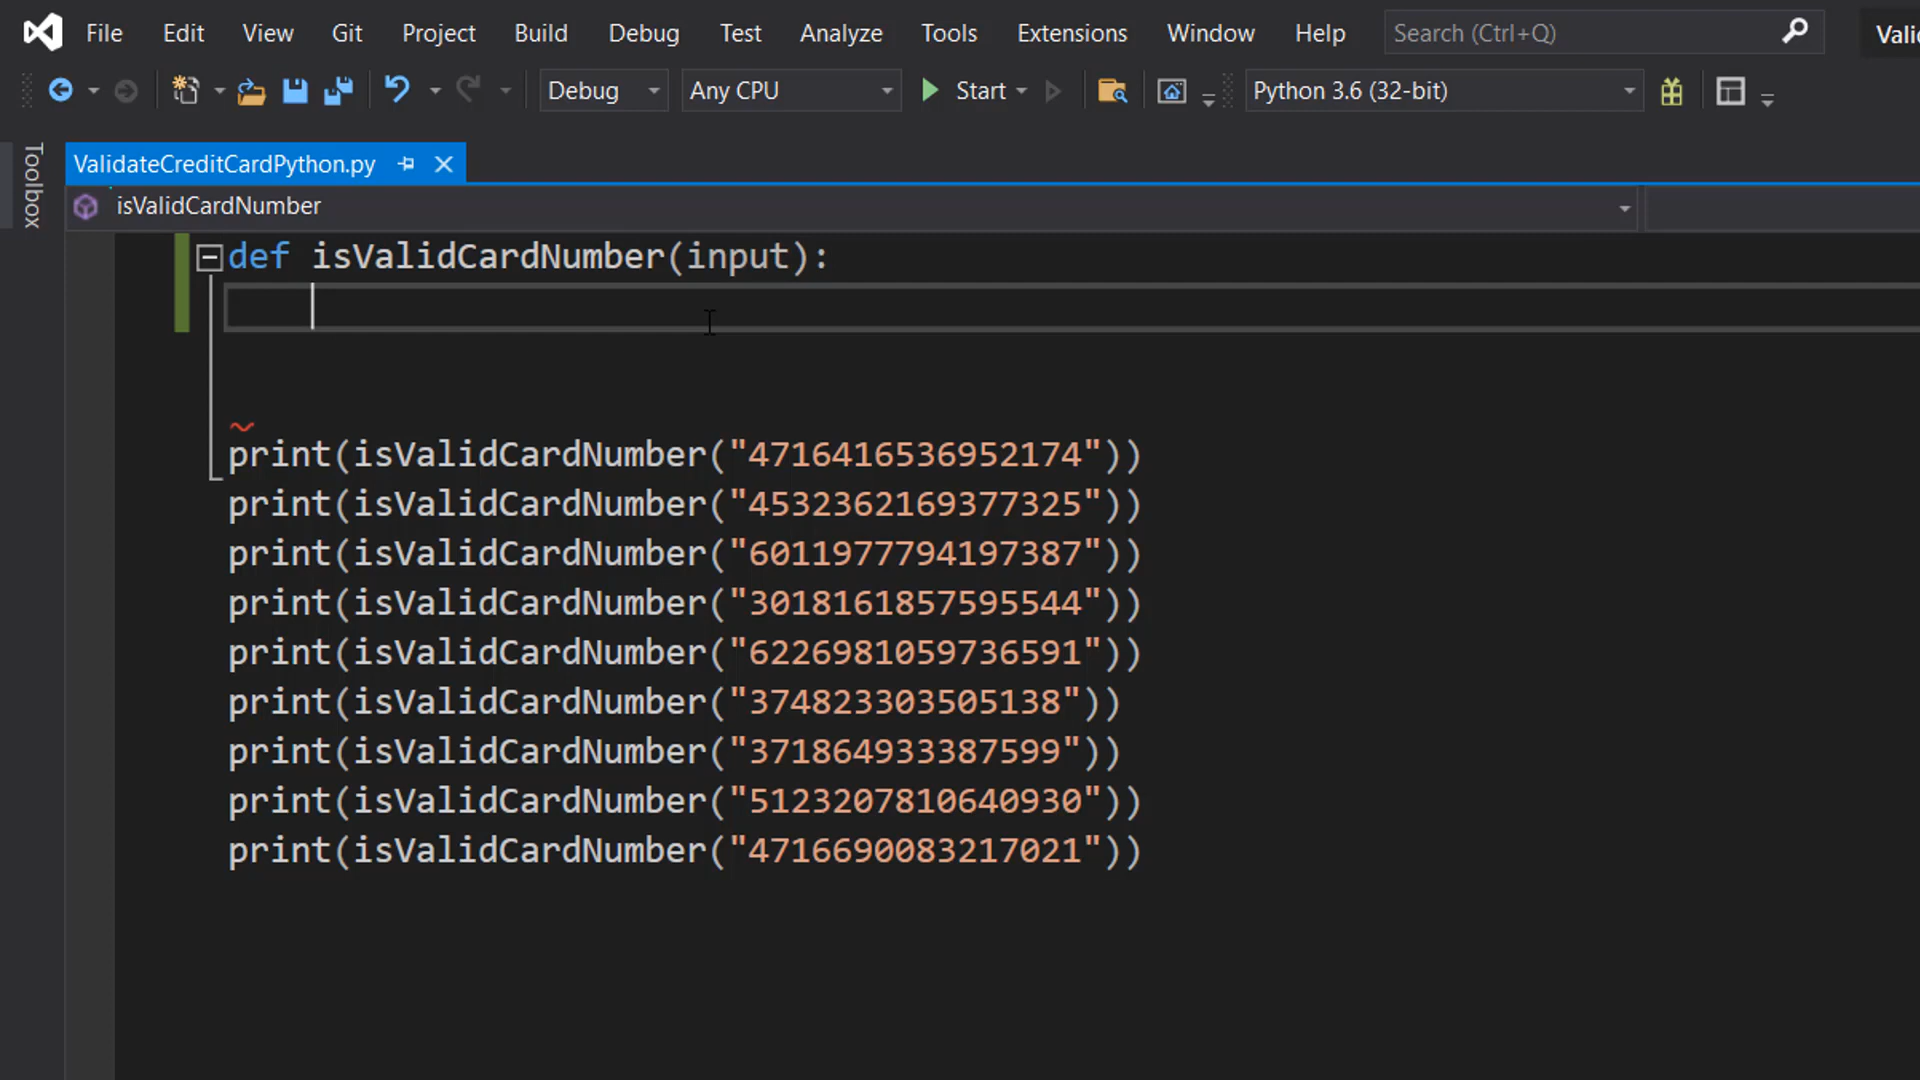 File Edit View Git Project Build Debug Test Analyze Tools Extensions Window Help Search (Ctrl+Q) Vali
Debug Any CPU Start Python 3.6 (32-bit)
Toolbox
ValidateCreditCardPython.py
isValidCardNumber
def isValidCardNumber(input):
print(isValidCardNumber("4716416536952174"))
print(isValidCardNumber("4532362169377325"))
print(isValidCardNumber("6011977794197387"))
print(isValidCardNumber("3018161857595544"))
print(isValidCardNumber("6226981059736591"))
print(isValidCardNumber("374823303505138"))
print(isValidCardNumber("371864933387599"))
print(isValidCardNumber("5123207810640930"))
print(isValidCardNumber("4716690083217021"))